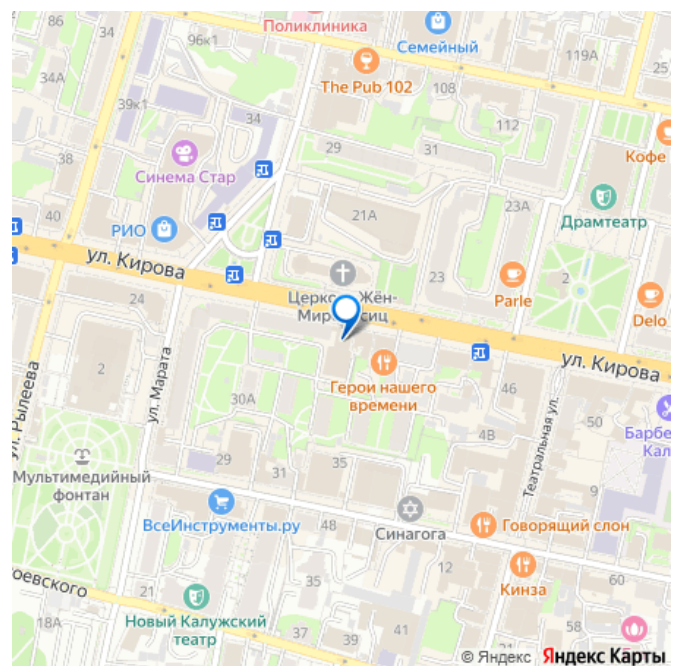 Поликлиника
96к1
Семейный
34А
119А
25
The Pub 102
108
39к1
34
112
38
29
31
Кофе
Синема Стар
21А
23А
Драмтеатр
40
РИО
ул. Кирова
23
2
Церковь Жён-
Parle
Delo
24
ул. Кирова
2
ул. Марата
Герои нашего
времени
46
ул. Рылеева
30А
50
4В
Театральная ул.
Барбе
Кал
Мультимедийный
фонтан
29
31
35
9
ВсеИнструменты.ру
48
Синагога
Говорящий слон
12
Кинза
60
оевского
21
35
18А
Новый Калужский
театр
34
39
41
58
© Яндекс Яндекс Карты